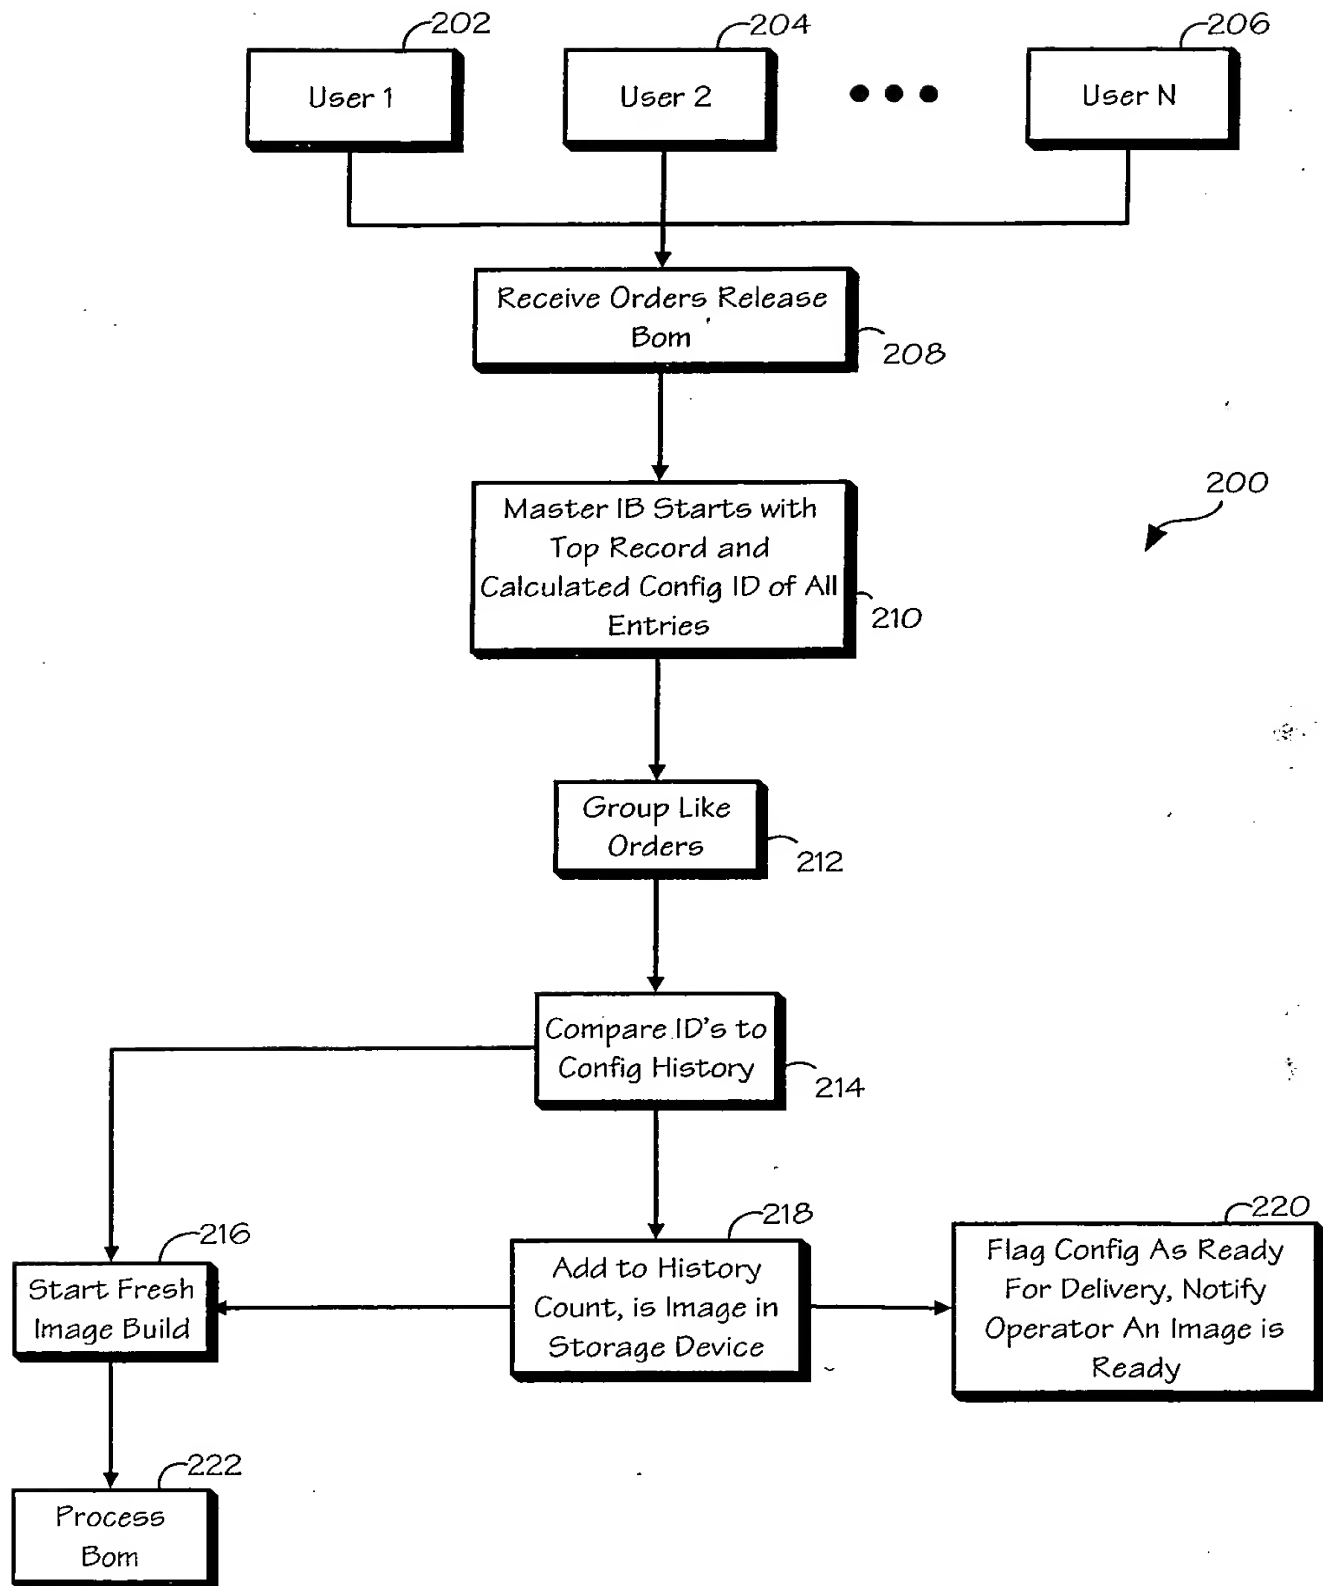 202
204
206
User 1
User 2
User N
Receive Orders Release
Bom
208
200
Master IB Starts with
Top Record and
Calculated Config ID of All
Entries
210
Group Like
Orders
212
Compare ID's to
Config History
214
216
Start Fresh
Image Build
218
Add to History
Count, is Image in
Storage Device
220
Flag Config As Ready
For Delivery, Notify
Operator An Image is
Ready
222
Process
Bom